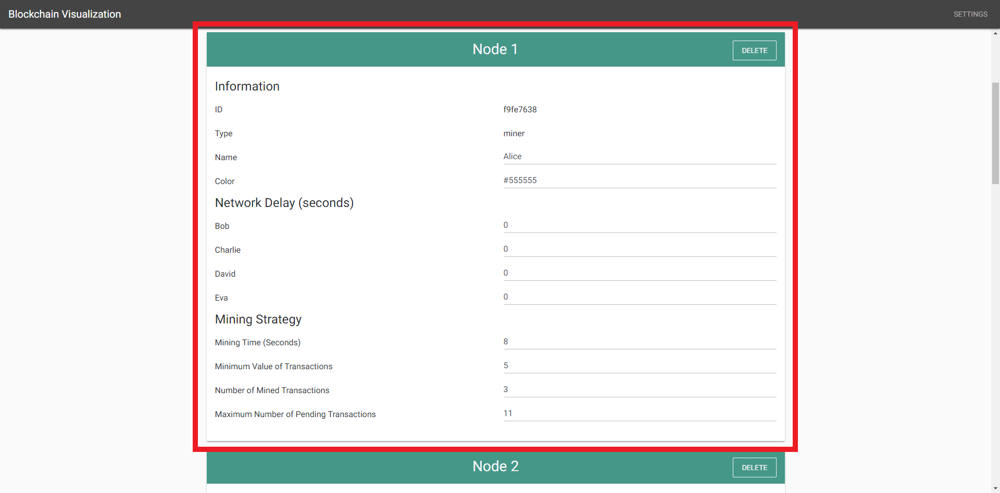 Blockchain Visualization SETTINGS
Node 1 DELETE
Information
ID f9fe7638
Type miner
Name Alice
Color #555555
Network Delay (seconds)
Bob 0
Charlie 0
David 0
Eva 0
Mining Strategy
Mining Time (Seconds) 8
Minimum Value of Transactions 5
Number of Mined Transactions 3
Maximum Number of Pending Transactions 11
Node 2 DELETE